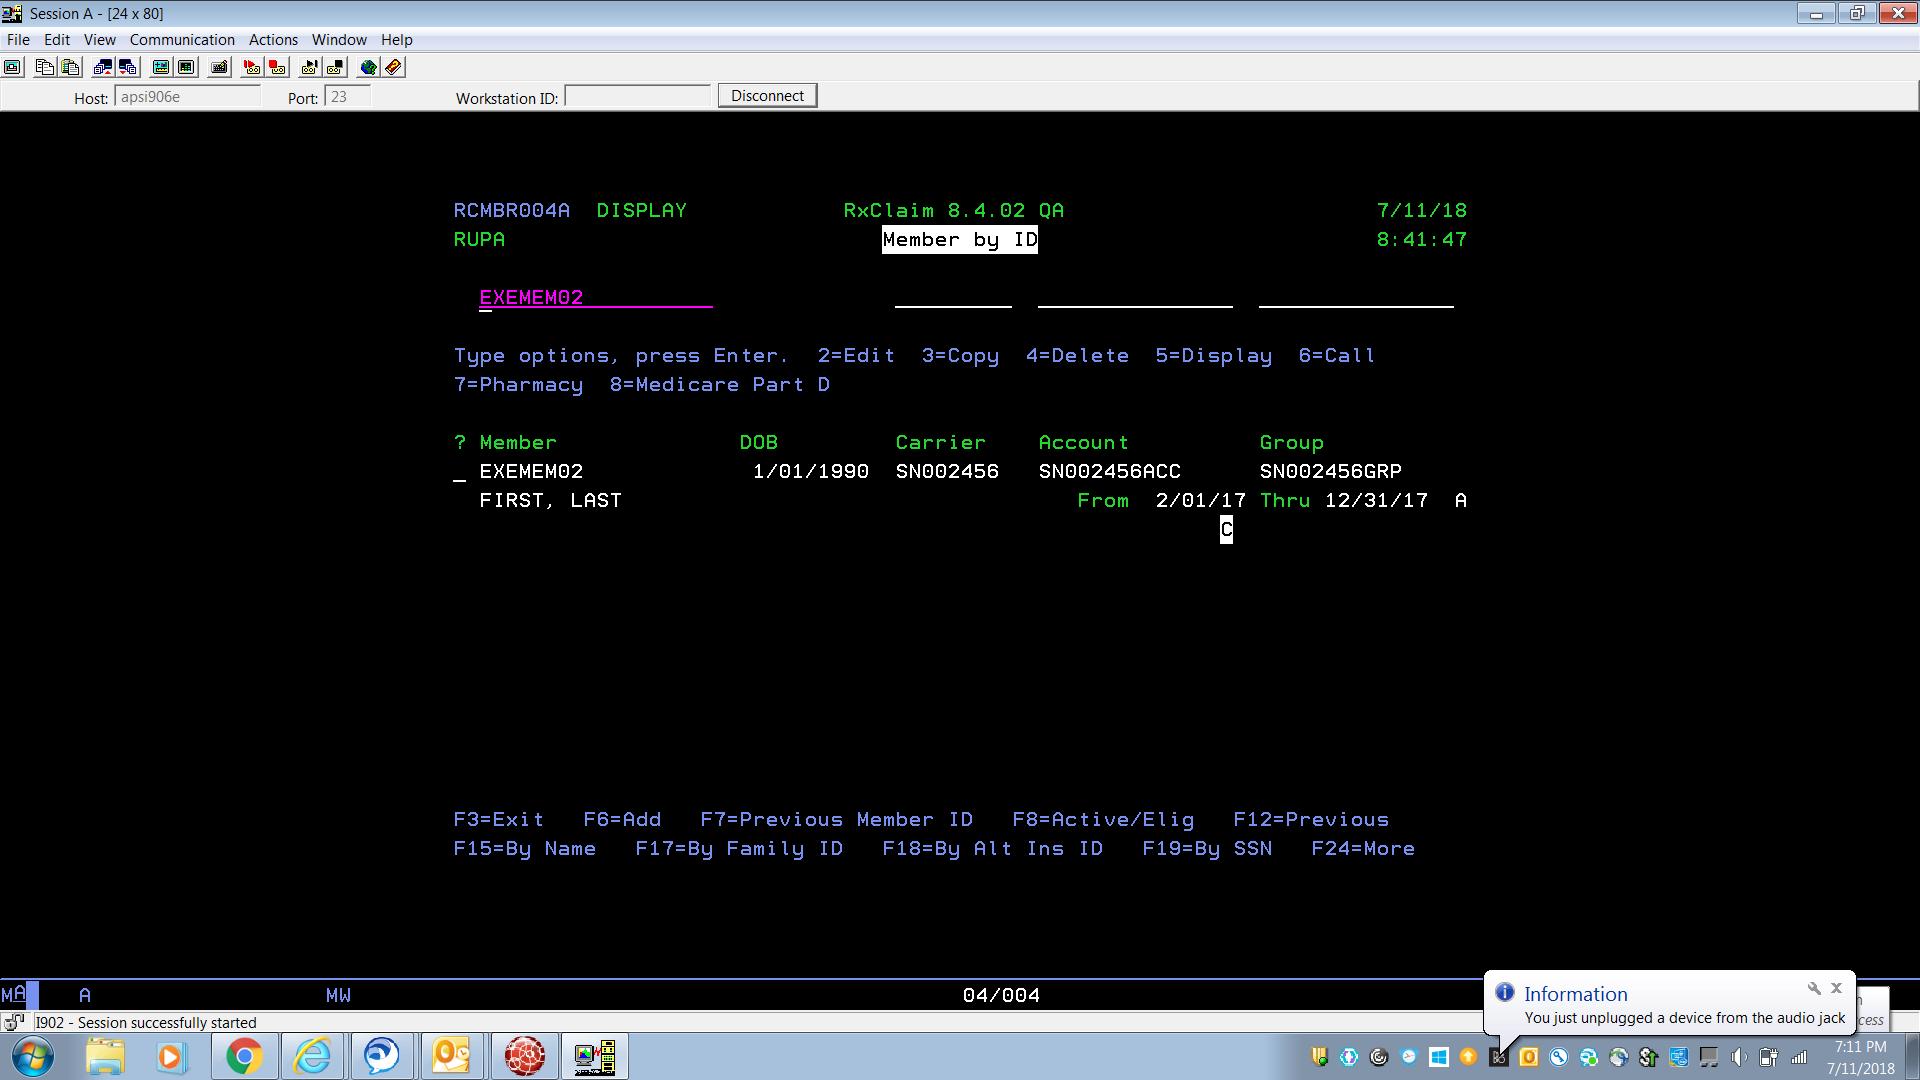 Session A - [24 x 80]
File Edit View Communication Actions Window Help
Host: apsi906e Port: 23 Workstation ID: Disconnect
RCMBR004A DISPLAY RxClaim 8.4.02 QA 7/11/18
RUPA Member by ID 8:41:47
EXEMEM02
Type options, press Enter. 2=Edit 3=Copy 4=Delete 5=Display 6=Call
7=Pharmacy 8=Medicare Part D
? Member DOB Carrier Account Group
_ EXEMEM02 1/01/1990 SN002456 SN002456ACC SN002456GRP
FIRST, LAST From 2/01/17 Thru 12/31/17 A
C
F3=Exit F6=Add F7=Previous Member ID F8=Active/Elig F12=Previous
F15=By Name F17=By Family ID F18=By Alt Ins ID F19=By SSN F24=More
MA A MW 04/004
I902 - Session successfully started
Information
You just unplugged a device from the audio jack
cess
7:11 PM
7/11/2018